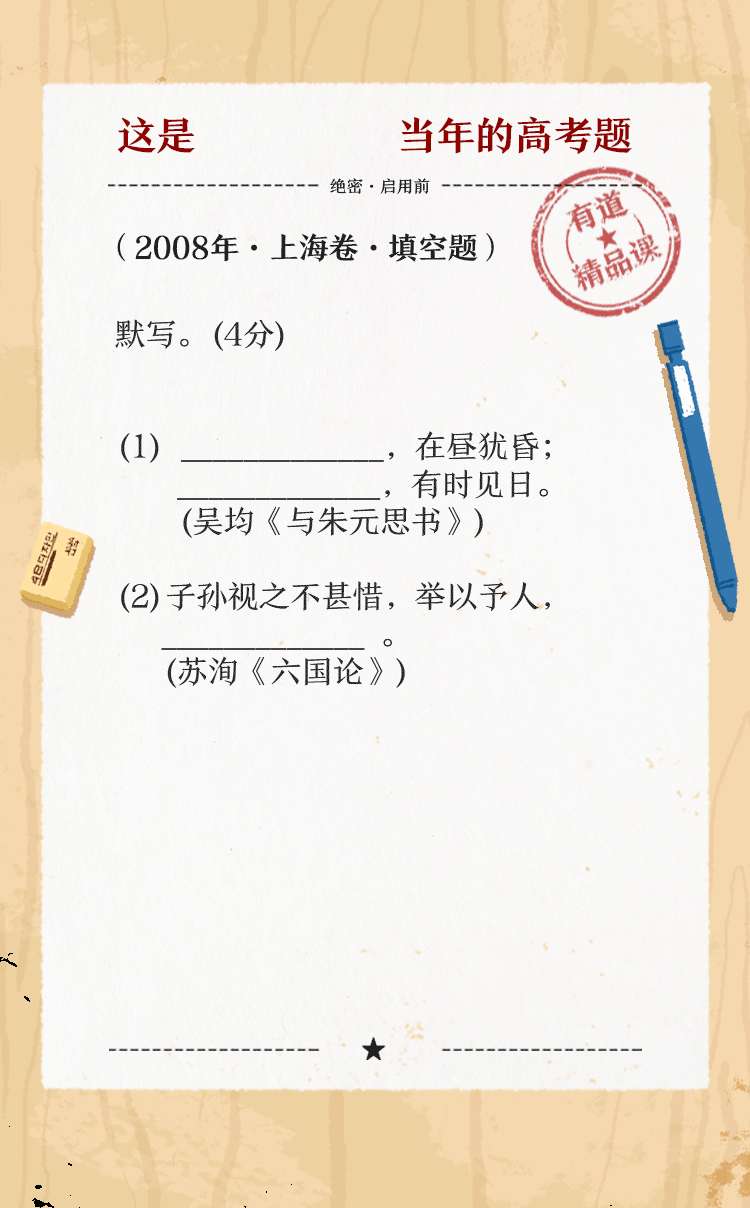 这是 当年的高考题
绝密·启用前
有道
精品课
（2008年·上海卷·填空题）
默写。(4分)
(1) _____________，在昼犹昏；
_____________，有时见日。
(吴均《与朱元思书》)
(2)子孙视之不甚惜，举以予人，
_____________ 。
(苏洵《六国论》)